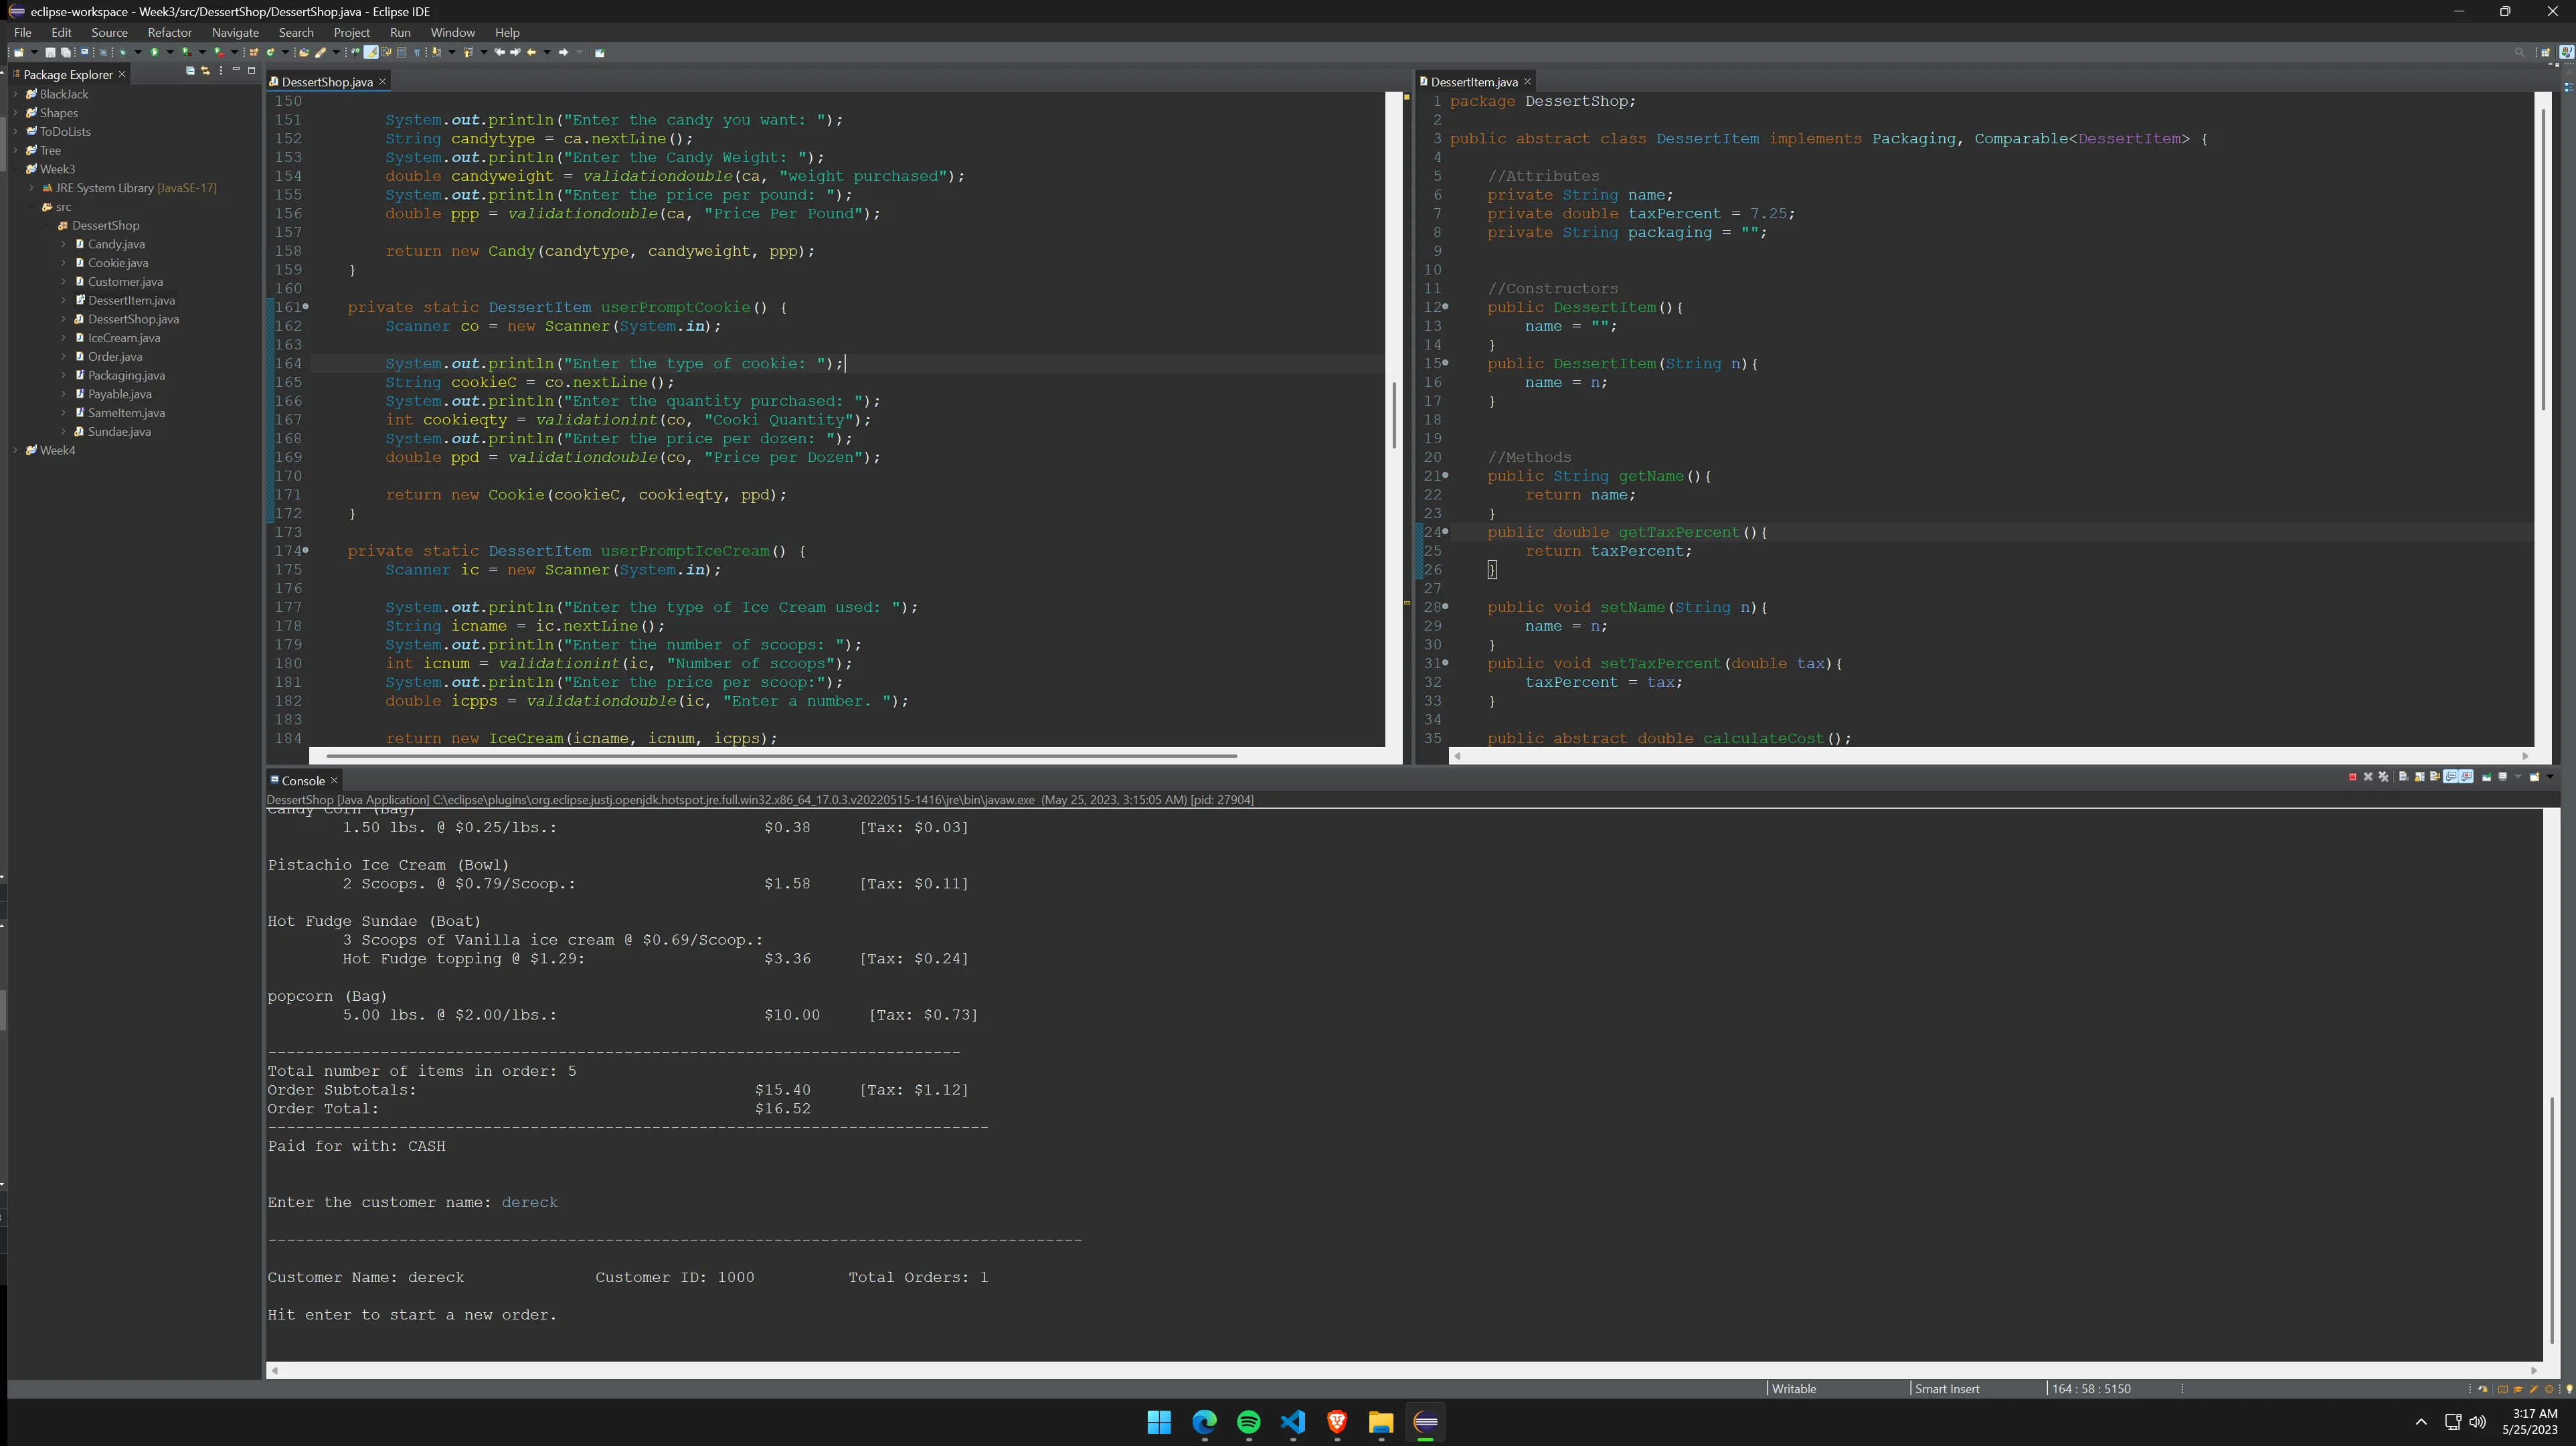 eclipse-workspace - Week3/src/DessertShop/DessertShop.java - Eclipse IDE
File Edit Source Refactor Navigate Search Project Run Window Help
Package Explorer
BlackJack
Shapes
ToDoLists
Tree
Week3
JRE System Library [JavaSE-17]
src
DessertShop
Candy.java
Cookie.java
Customer.java
DessertItem.java
DessertShop.java
IceCream.java
Order.java
Packaging.java
Payable.java
SameItem.java
Sundae.java
Week4
DessertShop.java
150
151 System.out.println("Enter the candy you want: ");
152 String candytype = ca.nextLine();
153 System.out.println("Enter the Candy Weight: ");
154 double candyweight = validationdouble(ca, "weight purchased");
155 System.out.println("Enter the price per pound: ");
156 double ppp = validationdouble(ca, "Price Per Pound");
157
158 return new Candy(candytype, candyweight, ppp);
159 }
160
161 private static DessertItem userPromptCookie() {
162 Scanner co = new Scanner(System.in);
163
164 System.out.println("Enter the type of cookie: ");
165 String cookieC = co.nextLine();
166 System.out.println("Enter the quantity purchased: ");
167 int cookieqty = validationint(co, "Cooki Quantity");
168 System.out.println("Enter the price per dozen: ");
169 double ppd = validationdouble(co, "Price per Dozen");
170
171 return new Cookie(cookieC, cookieqty, ppd);
172 }
173
174 private static DessertItem userPromptIceCream() {
175 Scanner ic = new Scanner(System.in);
176
177 System.out.println("Enter the type of Ice Cream used: ");
178 String icname = ic.nextLine();
179 System.out.println("Enter the number of scoops: ");
180 int icnum = validationint(ic, "Number of scoops");
181 System.out.println("Enter the price per scoop:");
182 double icpps = validationdouble(ic, "Enter a number. ");
183
184 return new IceCream(icname, icnum, icpps);
DessertItem.java
1 package DessertShop;
2
3 public abstract class DessertItem implements Packaging, Comparable<DessertItem> {
4
5 //Attributes
6 private String name;
7 private double taxPercent = 7.25;
8 private String packaging = "";
9
10
11 //Constructors
12 public DessertItem(){
13 name = "";
14 }
15 public DessertItem(String n){
16 name = n;
17 }
18
19
20 //Methods
21 public String getName(){
22 return name;
23 }
24 public double getTaxPercent(){
25 return taxPercent;
26 }
27
28 public void setName(String n){
29 name = n;
30 }
31 public void setTaxPercent(double tax){
32 taxPercent = tax;
33 }
34
35 public abstract double calculateCost();
Console
DessertShop [Java Application] C:\eclipse\plugins\org.eclipse.justj.openjdk.hotspot.jre.full.win32.x86_64_17.0.3.v20220515-1416\jre\bin\javaw.exe (May 25, 2023, 3:15:05 AM) [pid: 27904]
Candy Corn (Bag)
1.50 lbs. @ $0.25/lbs.: $0.38 [Tax: $0.03]
Pistachio Ice Cream (Bowl)
2 Scoops. @ $0.79/Scoop.: $1.58 [Tax: $0.11]
Hot Fudge Sundae (Boat)
3 Scoops of Vanilla ice cream @ $0.69/Scoop.:
Hot Fudge topping @ $1.29: $3.36 [Tax: $0.24]
popcorn (Bag)
5.00 lbs. @ $2.00/lbs.: $10.00 [Tax: $0.73]
--------------------------------------------------------------------------
Total number of items in order: 5
Order Subtotals: $15.40 [Tax: $1.12]
Order Total: $16.52
-----------------------------------------------------------------------------
Paid for with: CASH
Enter the customer name: dereck
---------------------------------------------------------------------------------------
Customer Name: dereck Customer ID: 1000 Total Orders: 1
Hit enter to start a new order.
Writable Smart Insert 164 : 58 : 5150
3:17 AM
5/25/2023